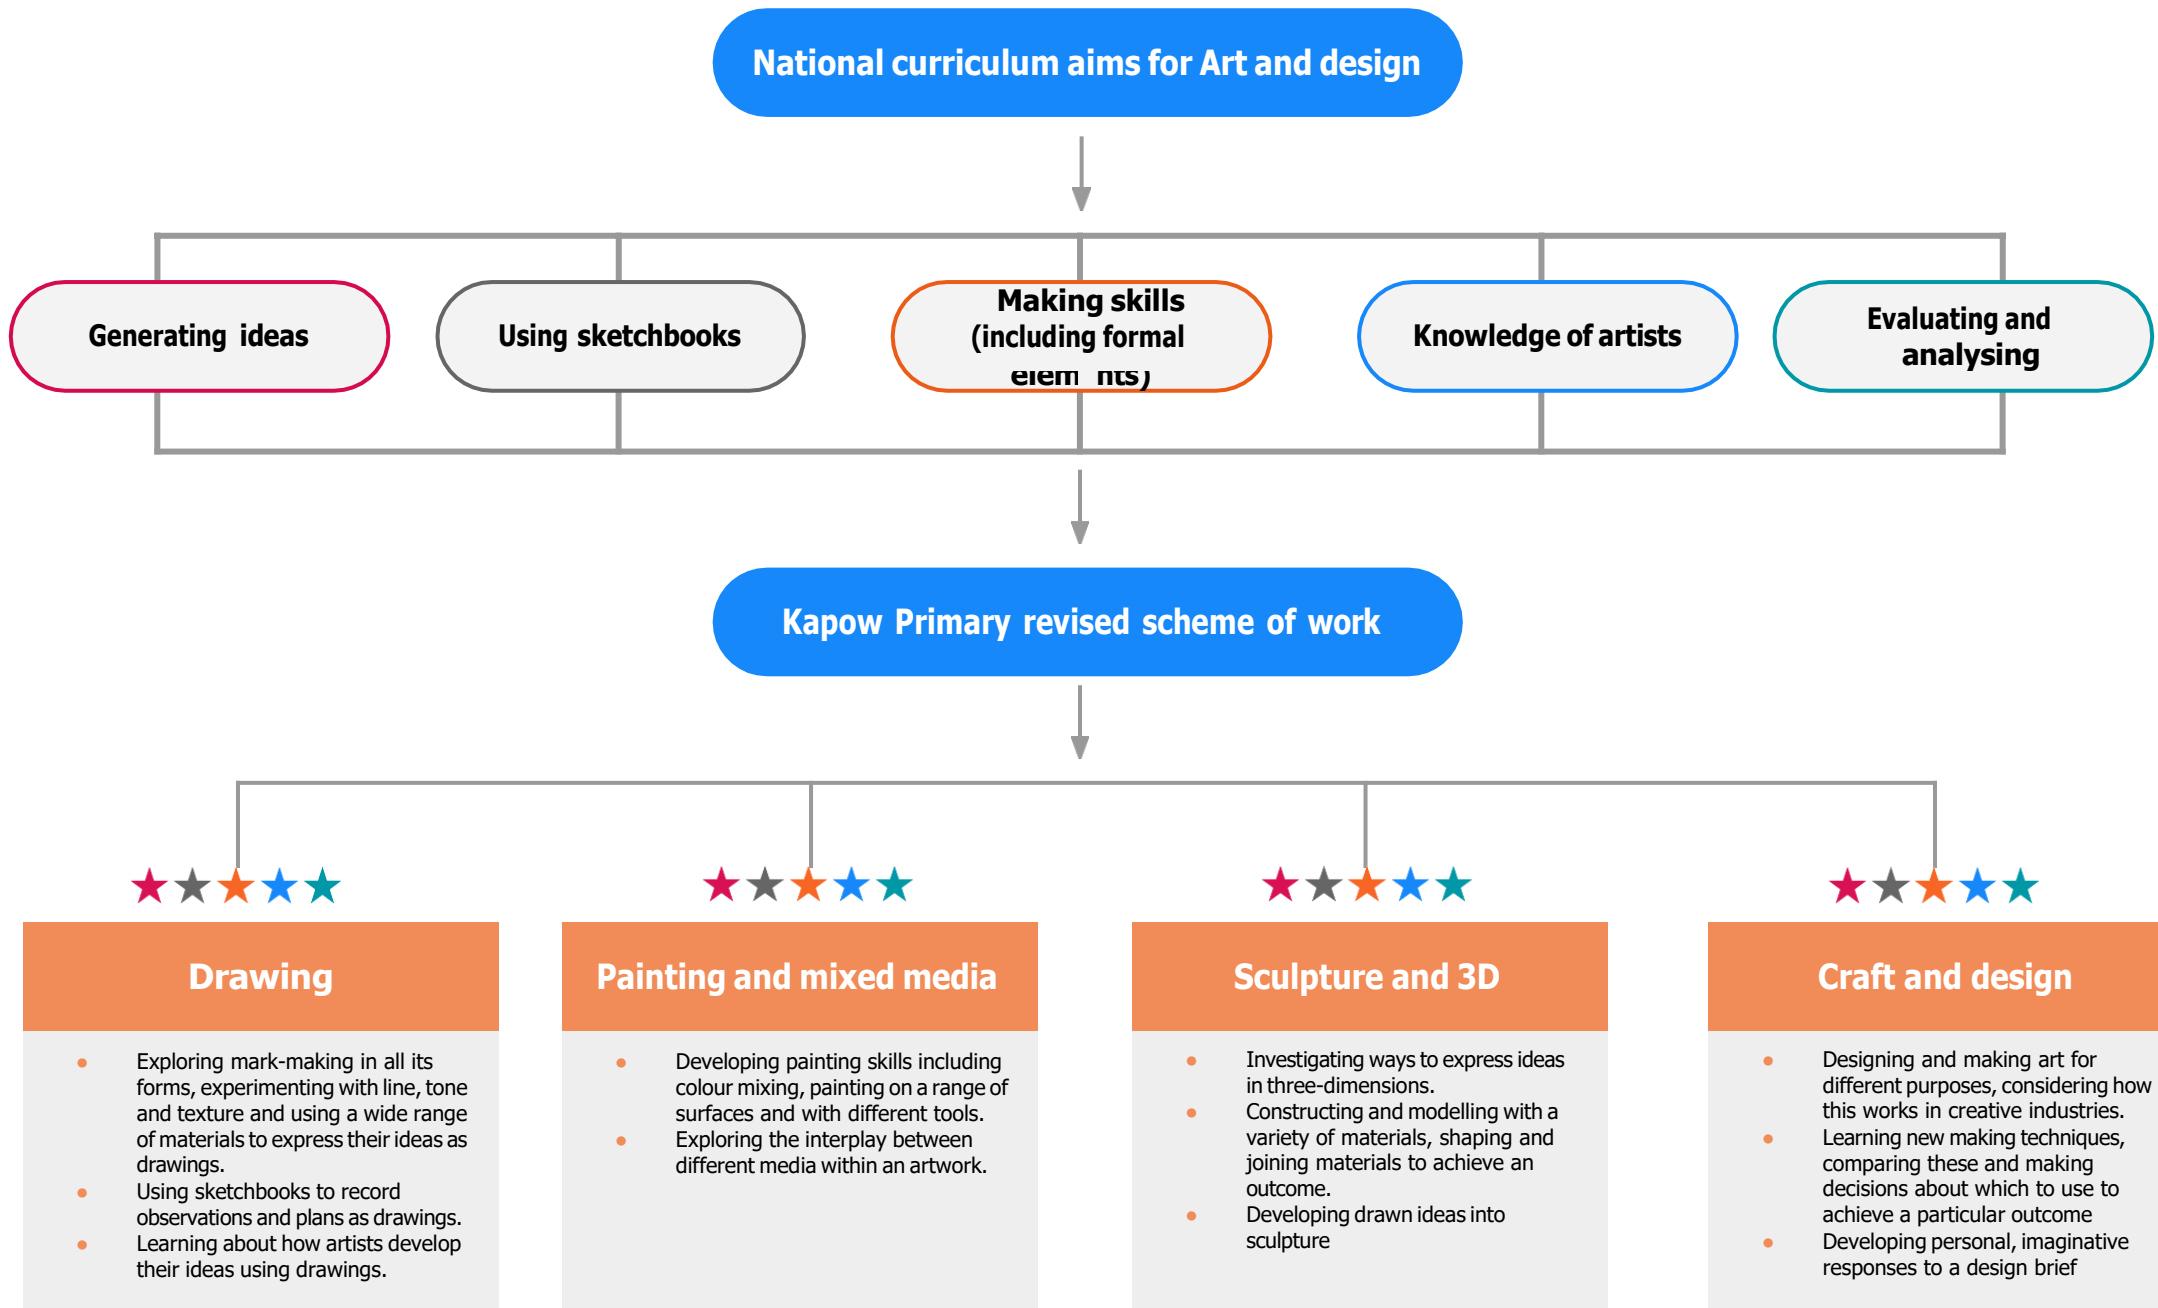 National curriculum aims for Art and design
Generating ideas
Using sketchbooks
Making skills
(including formal
elem nts)
Knowledge of artists
Evaluating and
analysing
Kapow Primary revised scheme of work
Drawing
• Exploring mark-making in all its
forms, experimenting with line, tone
and texture and using a wide range
of materials to express their ideas as
drawings.
• Using sketchbooks to record
observations and plans as drawings.
• Learning about how artists develop
their ideas using drawings.
Painting and mixed media
• Developing painting skills including
colour mixing, painting on a range of
surfaces and with different tools.
• Exploring the interplay between
different media within an artwork.
Sculpture and 3D
• Investigating ways to express ideas
in three-dimensions.
• Constructing and modelling with a
variety of materials, shaping and
joining materials to achieve an
outcome.
• Developing drawn ideas into
sculpture
Craft and design
• Designing and making art for
different purposes, considering how
this works in creative industries.
• Learning new making techniques,
comparing these and making
decisions about which to use to
achieve a particular outcome
• Developing personal, imaginative
responses to a design brief